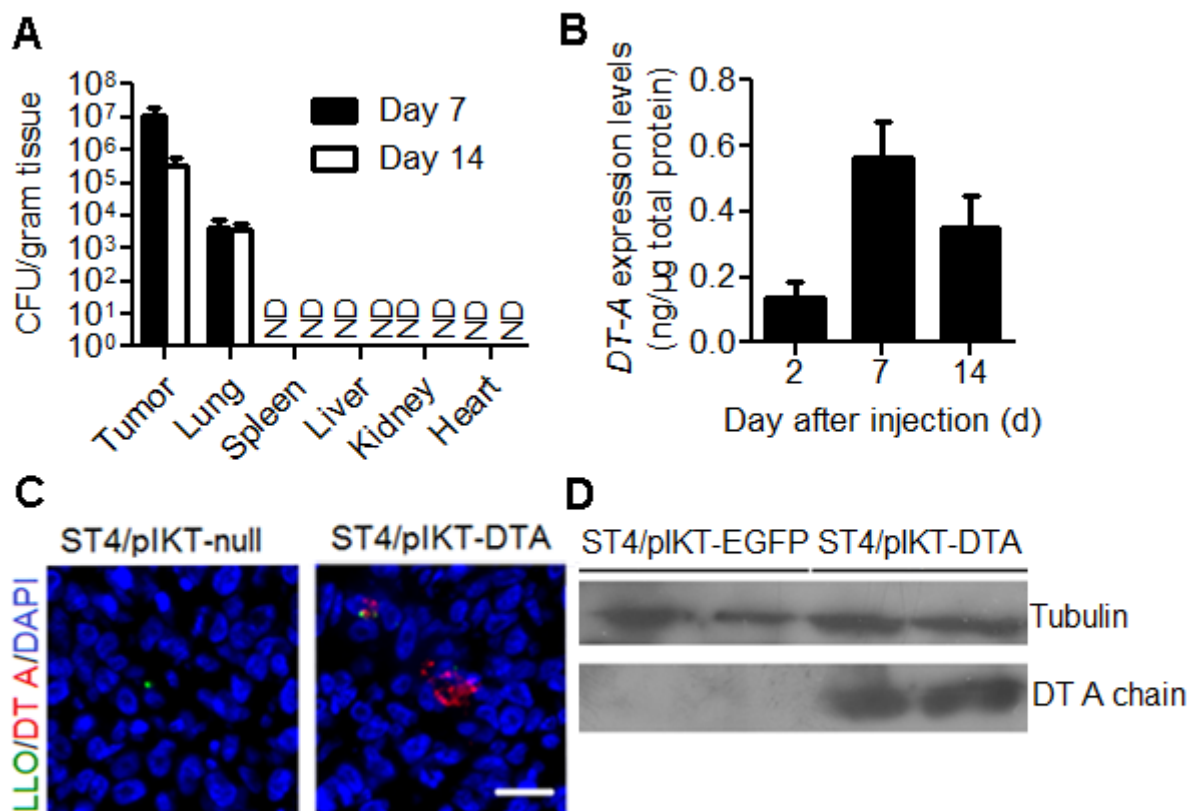 A
CFU/gram tissue
10⁸
10⁷
10⁶
10⁵
10⁴
10³
10²
10¹
10⁰
Day 7
Day 14
ND ND ND ND ND ND ND ND
Tumor
Lung
Spleen
Liver
Kidney
Heart
B
DT-A expression levels
(ng/µg total protein)
0.8
0.6
0.4
0.2
0.0
2 7 14
Day after injection (d)
C
ST4/pIKT-null ST4/pIKT-DTA
LLO/DT A/DAPI
D
ST4/pIKT-EGFP ST4/pIKT-DTA
Tubulin
DT A chain